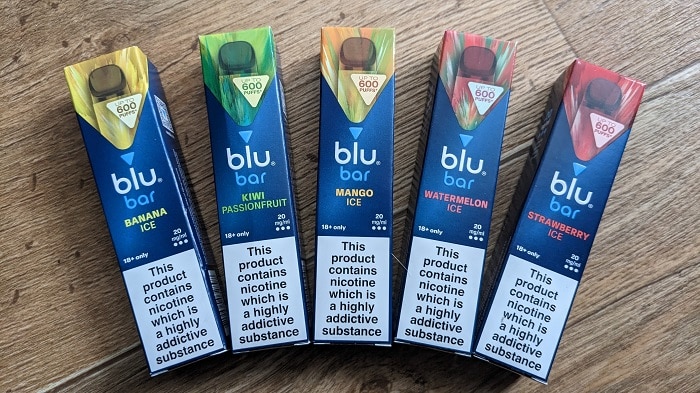 UP TO
600
PUFFS*
blu®
bar
BANANA
ICE
20
mg/ml
18+ only
This
product
contains
nicotine
which is
a highly
addictive
substance
UP TO
600
PUFFS*
blu®
bar
KIWI
PASSIONFRUIT
20
mg/ml
18+ only
This
product
contains
nicotine
which is
a highly
addictive
substance
UP TO
600
PUFFS*
blu®
bar
MANGO
ICE
20
mg/ml
18+ only
This
product
contains
nicotine
which is
a highly
addictive
substance
UP TO
600
PUFFS*
blu®
bar
WATERMELON
ICE
20
mg/ml
18+ only
This
product
contains
nicotine
which is
a highly
addictive
substance
UP TO
600
PUFFS*
blu®
bar
STRAWBERRY
ICE
20
mg/ml
18+ only
This
product
contains
nicotine
which is
a highly
addictive
substance